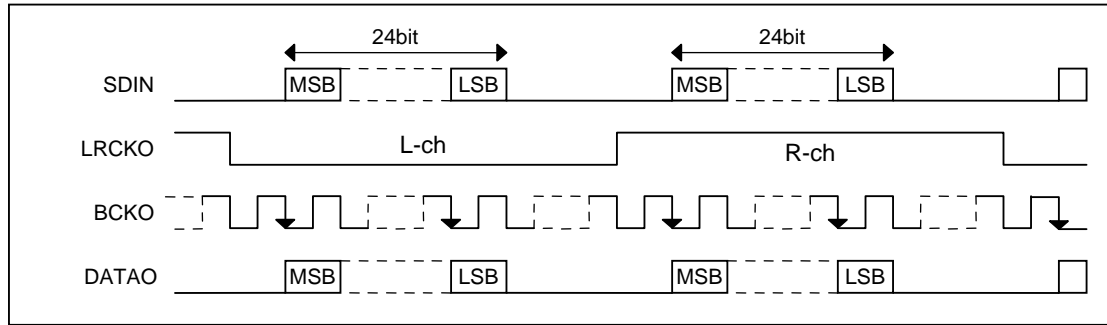 24bit 24bit
SDIN MSB LSB MSB LSB
LRCKO L-ch R-ch
BCKO
DATAO MSB LSB MSB LSB